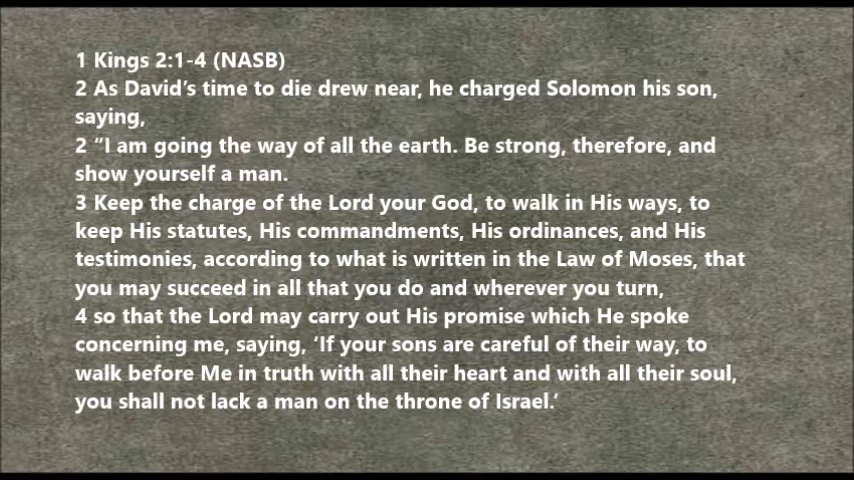 1 Kings 2:1-4 (NASB)
2 As David’s time to die drew near, he charged Solomon his son,
saying,
2 “I am going the way of all the earth. Be strong, therefore, and
show yourself a man.
3 Keep the charge of the Lord your God, to walk in His ways, to
keep His statutes, His commandments, His ordinances, and His
testimonies, according to what is written in the Law of Moses, that
you may succeed in all that you do and wherever you turn,
4 so that the Lord may carry out His promise which He spoke
concerning me, saying, ‘If your sons are careful of their way, to
walk before Me in truth with all their heart and with all their soul,
you shall not lack a man on the throne of Israel.’